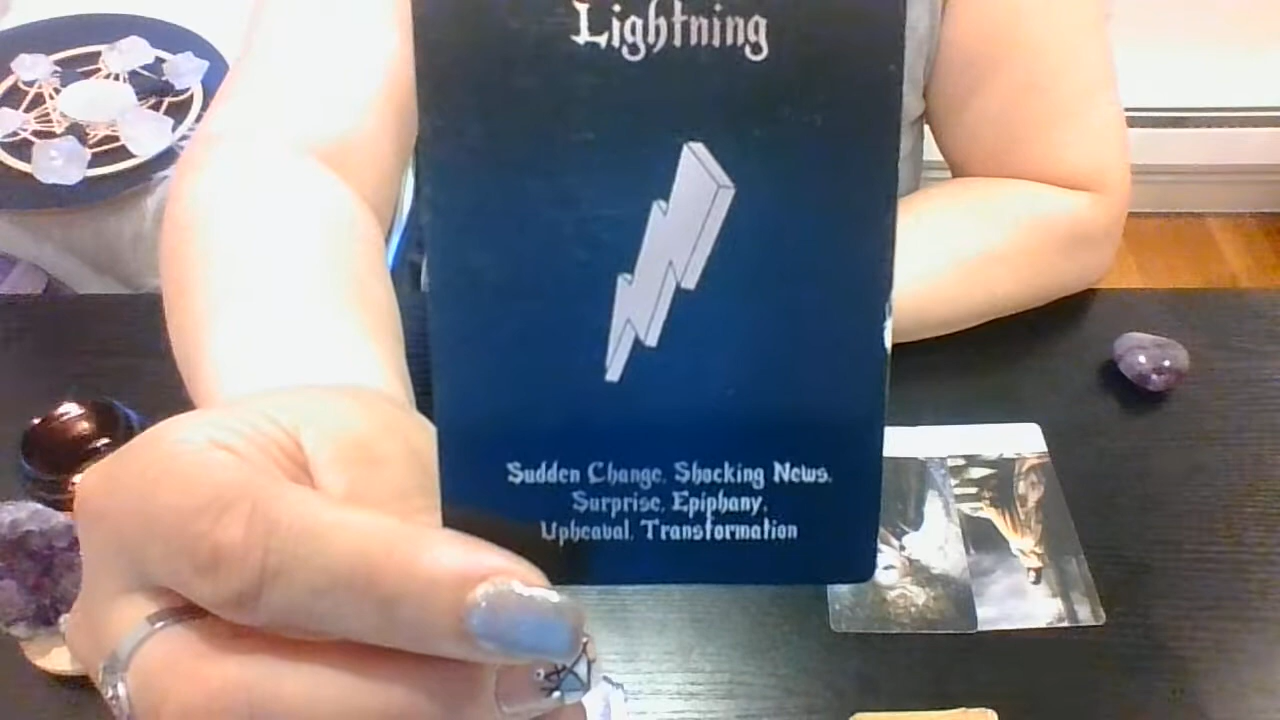 Lightning
Sudden Change, Shocking News,
Surprise, Epiphany,
Upheaval, Transformation